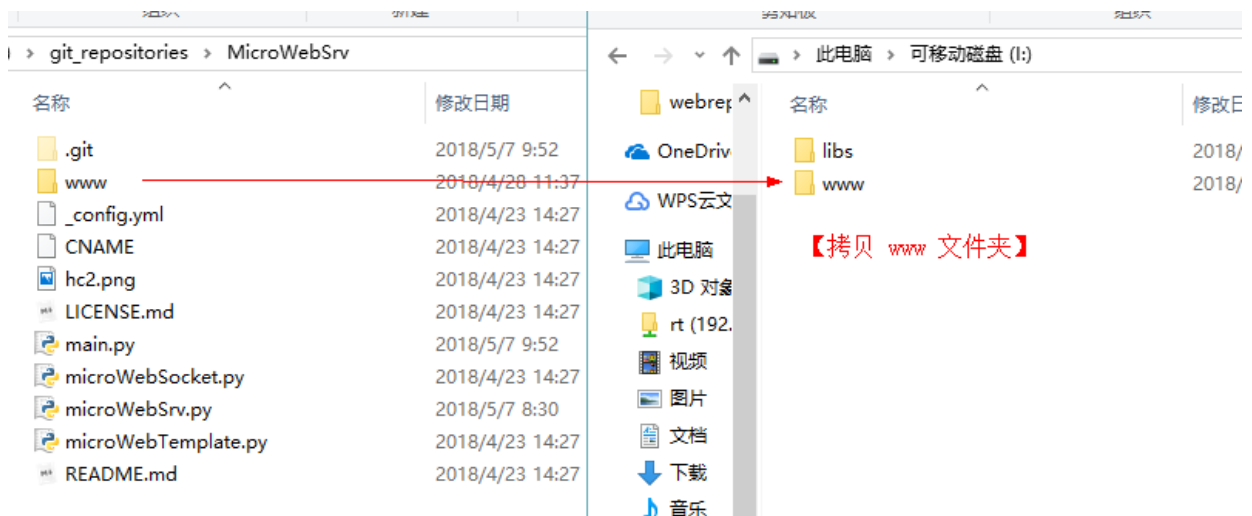 git_repositories > MicroWebSrv
名称 修改日期
.git 2018/5/7 9:52
www 2018/4/28 11:37
_config.yml 2018/4/23 14:27
CNAME 2018/4/23 14:27
hc2.png 2018/4/23 14:27
LICENSE.md 2018/4/23 14:27
main.py 2018/5/7 9:52
microWebSocket.py 2018/4/23 14:27
microWebSrv.py 2018/5/7 8:30
microWebTemplate.py 2018/4/23 14:27
README.md 2018/4/23 14:27
此电脑 > 可移动磁盘 (I:)
webrep
OneDriv
WPS云文
此电脑
3D 对象
rt (192.
视频
图片
文档
下载
音乐
名称 修改日
libs 2018/
www 2018/
【拷贝 www 文件夹】